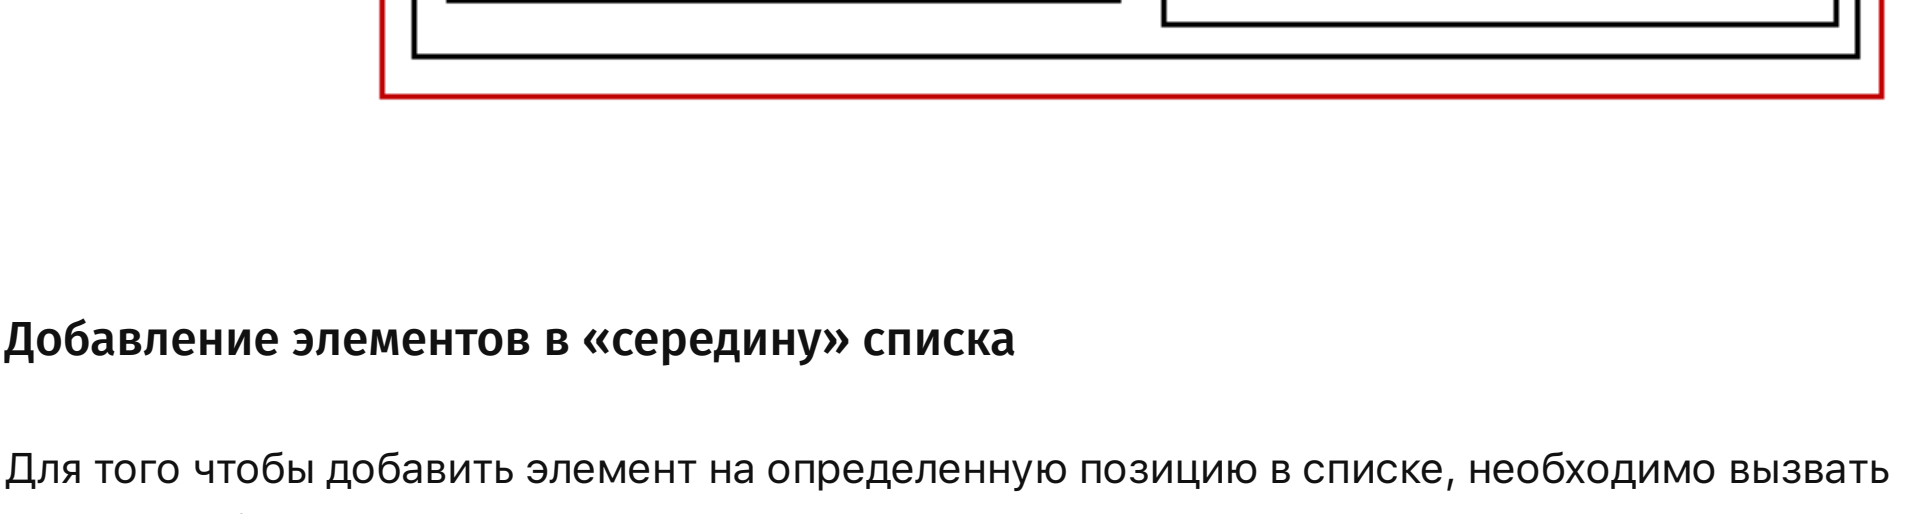 Добавление элементов в «середину» списка
Для того чтобы добавить элемент на определенную позицию в списке, необходимо вызвать